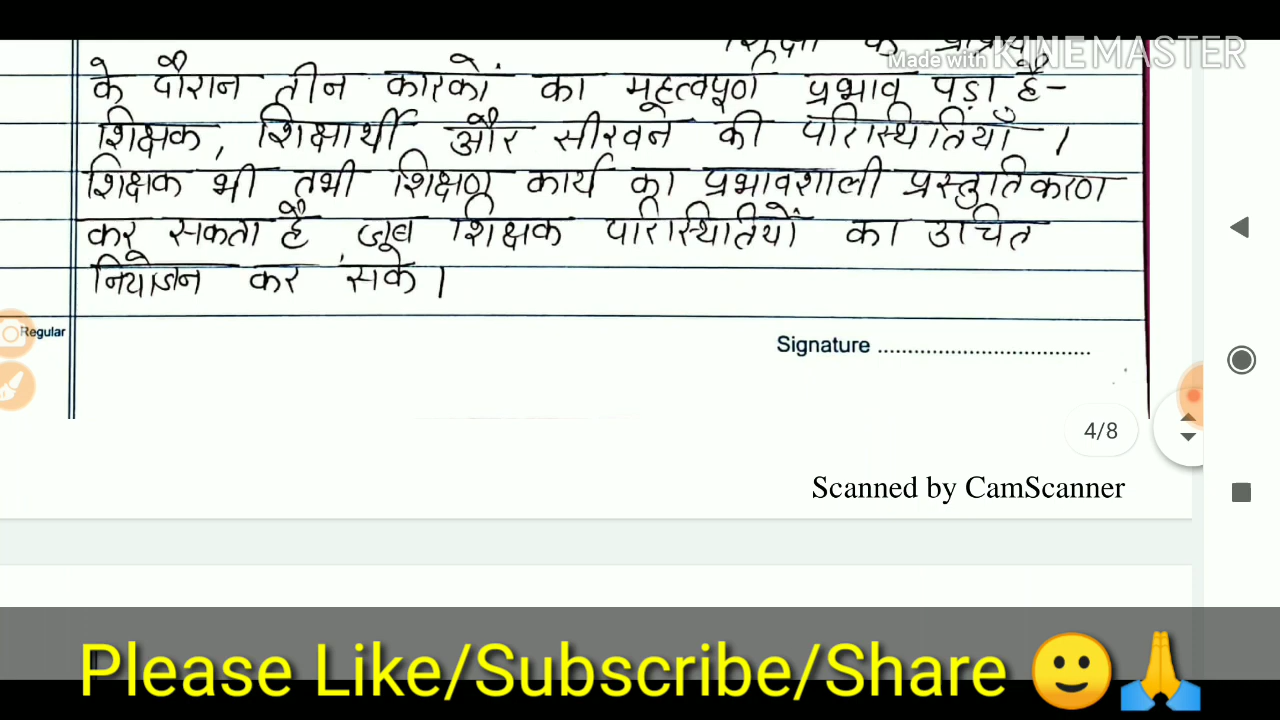 Made with KINEMASTER
के दौरान तीन कारकों का महत्वपूर्ण प्रभाव पड़ा है-
शिक्षक, शिक्षार्थी और सीखने की परिस्थितियाँ ।
शिक्षक भी तभी शिक्षण कार्य का प्रभावशाली प्रस्तुतिकरण
कर सकता है जब शिक्षक परिस्थितियों का उचित
नियोजन कर सके ।
Regular
Signature ....................................
4/8
Scanned by CamScanner
Please Like/Subscribe/Share 🙂🙏